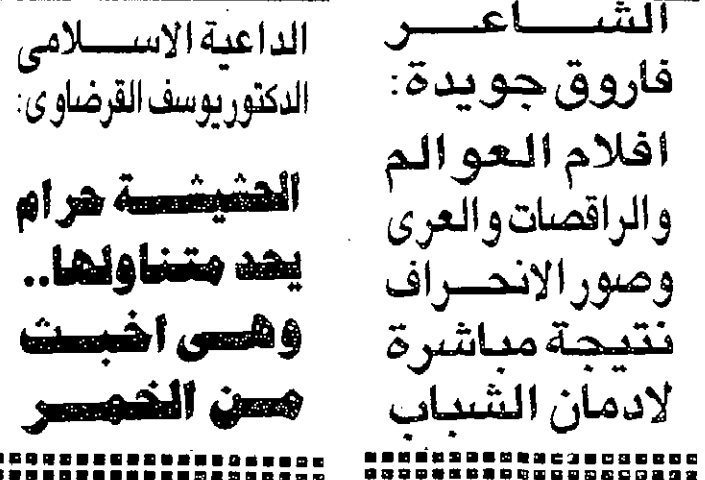 الشاعر
فاروق جويدة:
افلام العوالم
والراقصات والعرى
وصور الانحراف
نتيجة مباشرة
لادمان الشباب
الداعية الاسلامى
الدكتور يوسف القرضاوى:
الحشيشة حرام
يحد متناولها..
وهى اخبث
من الخمر